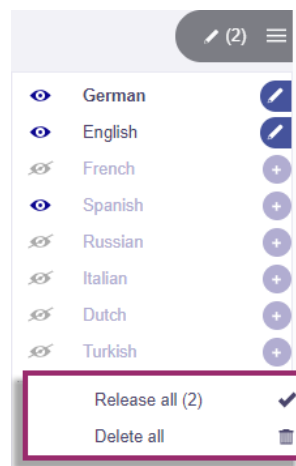 (2)
German
English
French
Spanish
Russian
Italian
Dutch
Turkish
Release all (2)
Delete all